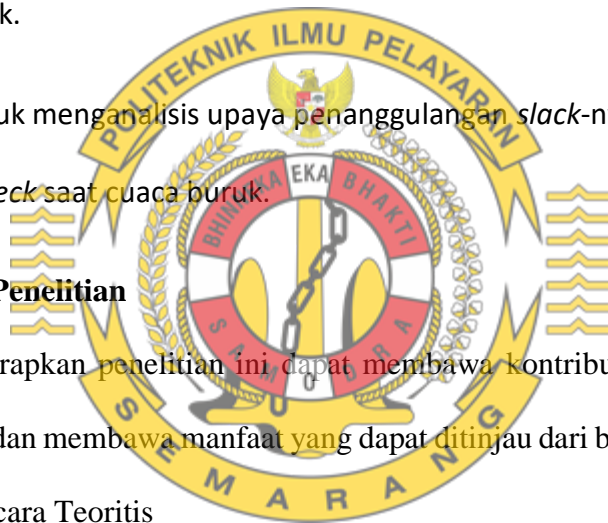 k.
POLITEKNIK ILMU PELAYARAN
uk menganalisis upaya penanggulangan slack-n
BHINNEKA EKA BHAKTI
eck saat cuaca buruk.
Penelitian
rapkan penelitian ini dapat membawa kontribu
SAMODRA
dan membawa manfaat yang dapat ditinjau dari b
SEMARANG
cara Teoritis